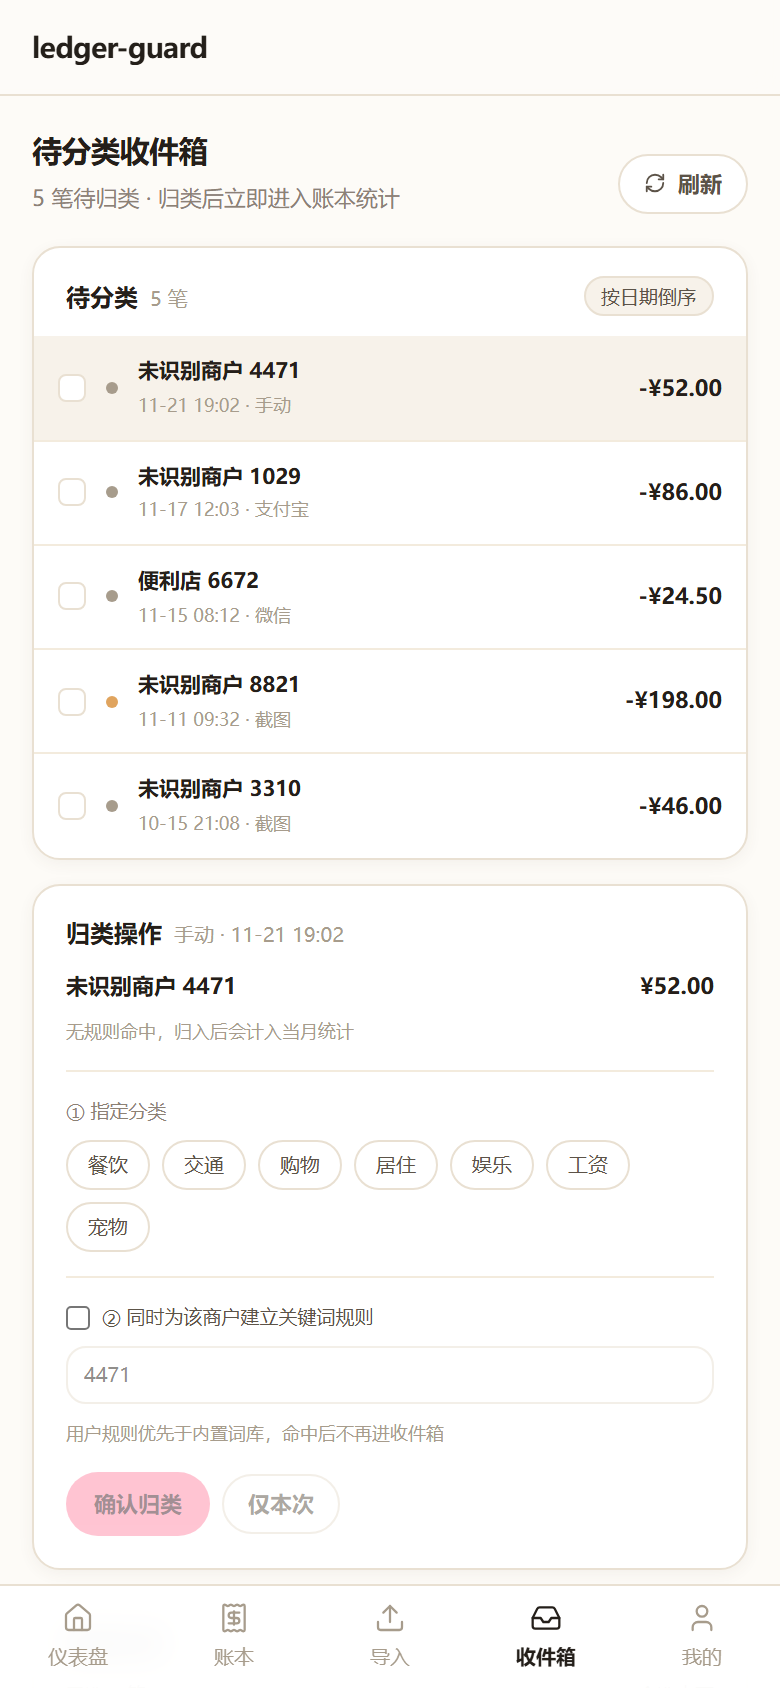 ledger-guard
待分类收件箱
5 笔待归类 · 归类后立即进入账本统计
刷新
待分类 5 笔
按日期倒序
未识别商户 4471
11-21 19:02 · 手动
-¥52.00
未识别商户 1029
11-17 12:03 · 支付宝
-¥86.00
便利店 6672
11-15 08:12 · 微信
-¥24.50
未识别商户 8821
11-11 09:32 · 截图
-¥198.00
未识别商户 3310
10-15 21:08 · 截图
-¥46.00
归类操作 手动 · 11-21 19:02
未识别商户 4471 ¥52.00
无规则命中，归入后会计入当月统计
① 指定分类
餐饮 交通 购物 居住 娱乐 工资
宠物
② 同时为该商户建立关键词规则
4471
用户规则优先于内置词库，命中后不再进收件箱
确认归类 仅本次
仪表盘 账本 导入 收件箱 我的